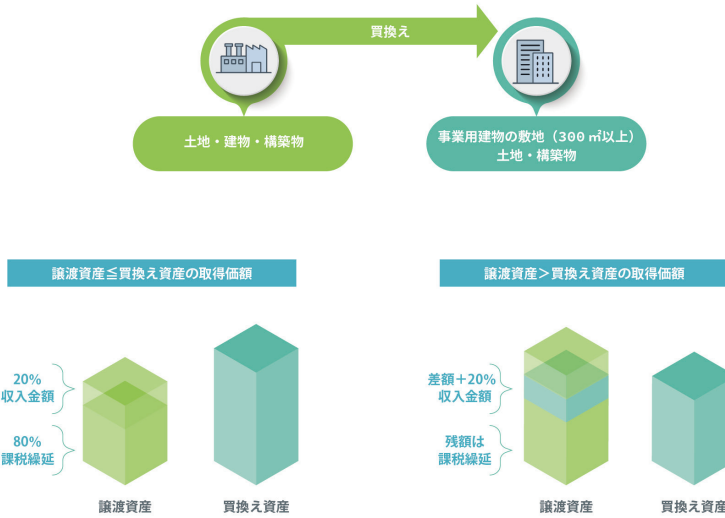 買換え
土地・建物・構築物
事業用建物の敷地（300 ㎡以上）
土地・構築物
譲渡資産≦買換え資産の取得価額
譲渡資産＞買換え資産の取得価額
20%
収入金額
80%
課税繰延
譲渡資産
買換え資産
差額＋20%
収入金額
残額は
課税繰延
譲渡資産
買換え資産